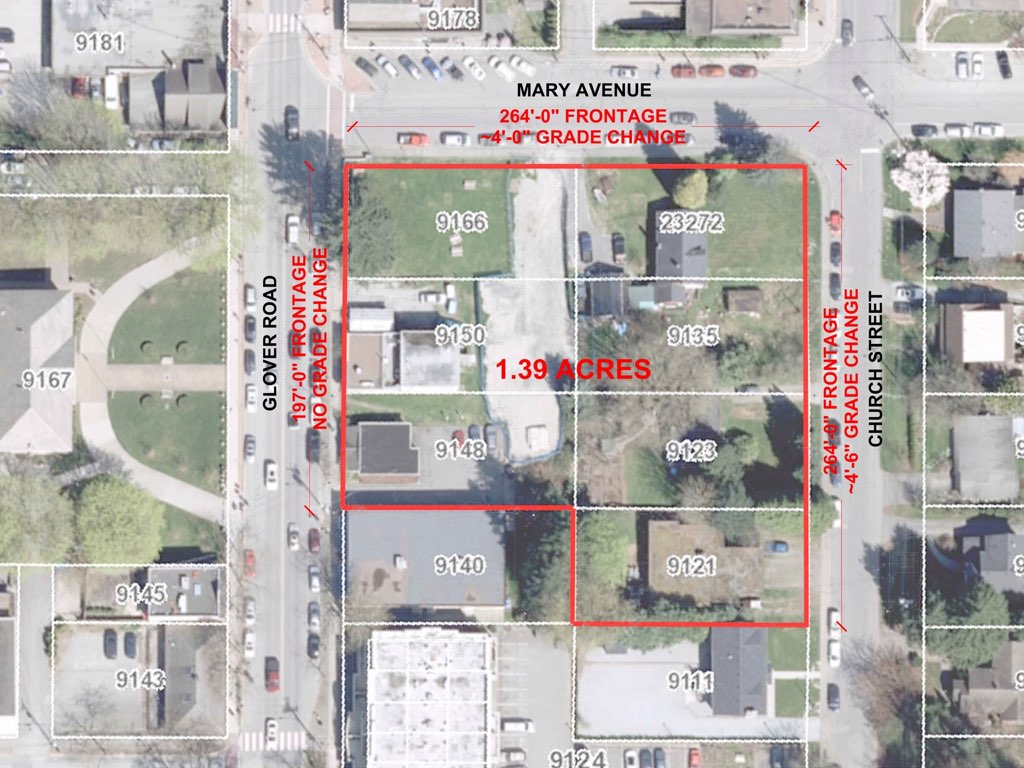 9178
9181
MARY AVENUE
264'-0" FRONTAGE
~4'-0" GRADE CHANGE
9166
23272
GLOVER ROAD
197'-0" FRONTAGE
NO GRADE CHANGE
9150
9135
1.39 ACRES
264'-0" FRONTAGE
~4'-6" GRADE CHANGE
CHURCH STREET
9167
9148
9123
9140
9121
9145
9143
9111
9124